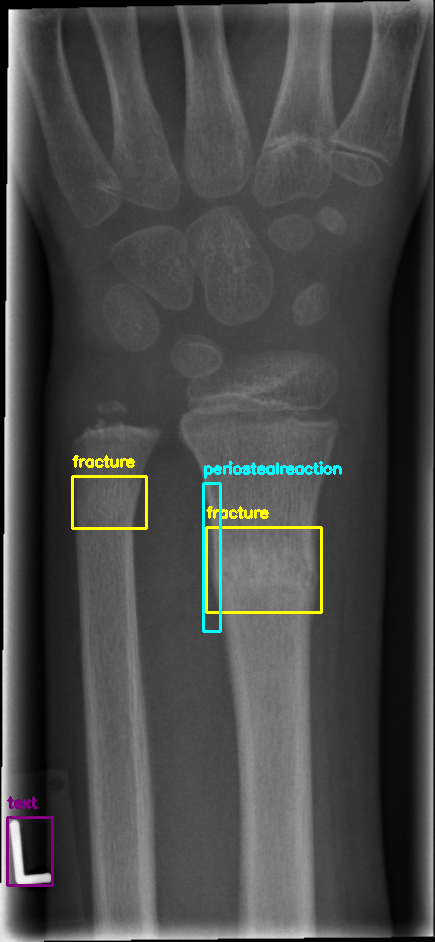 fracture
periostealreaction
fracture
text
L